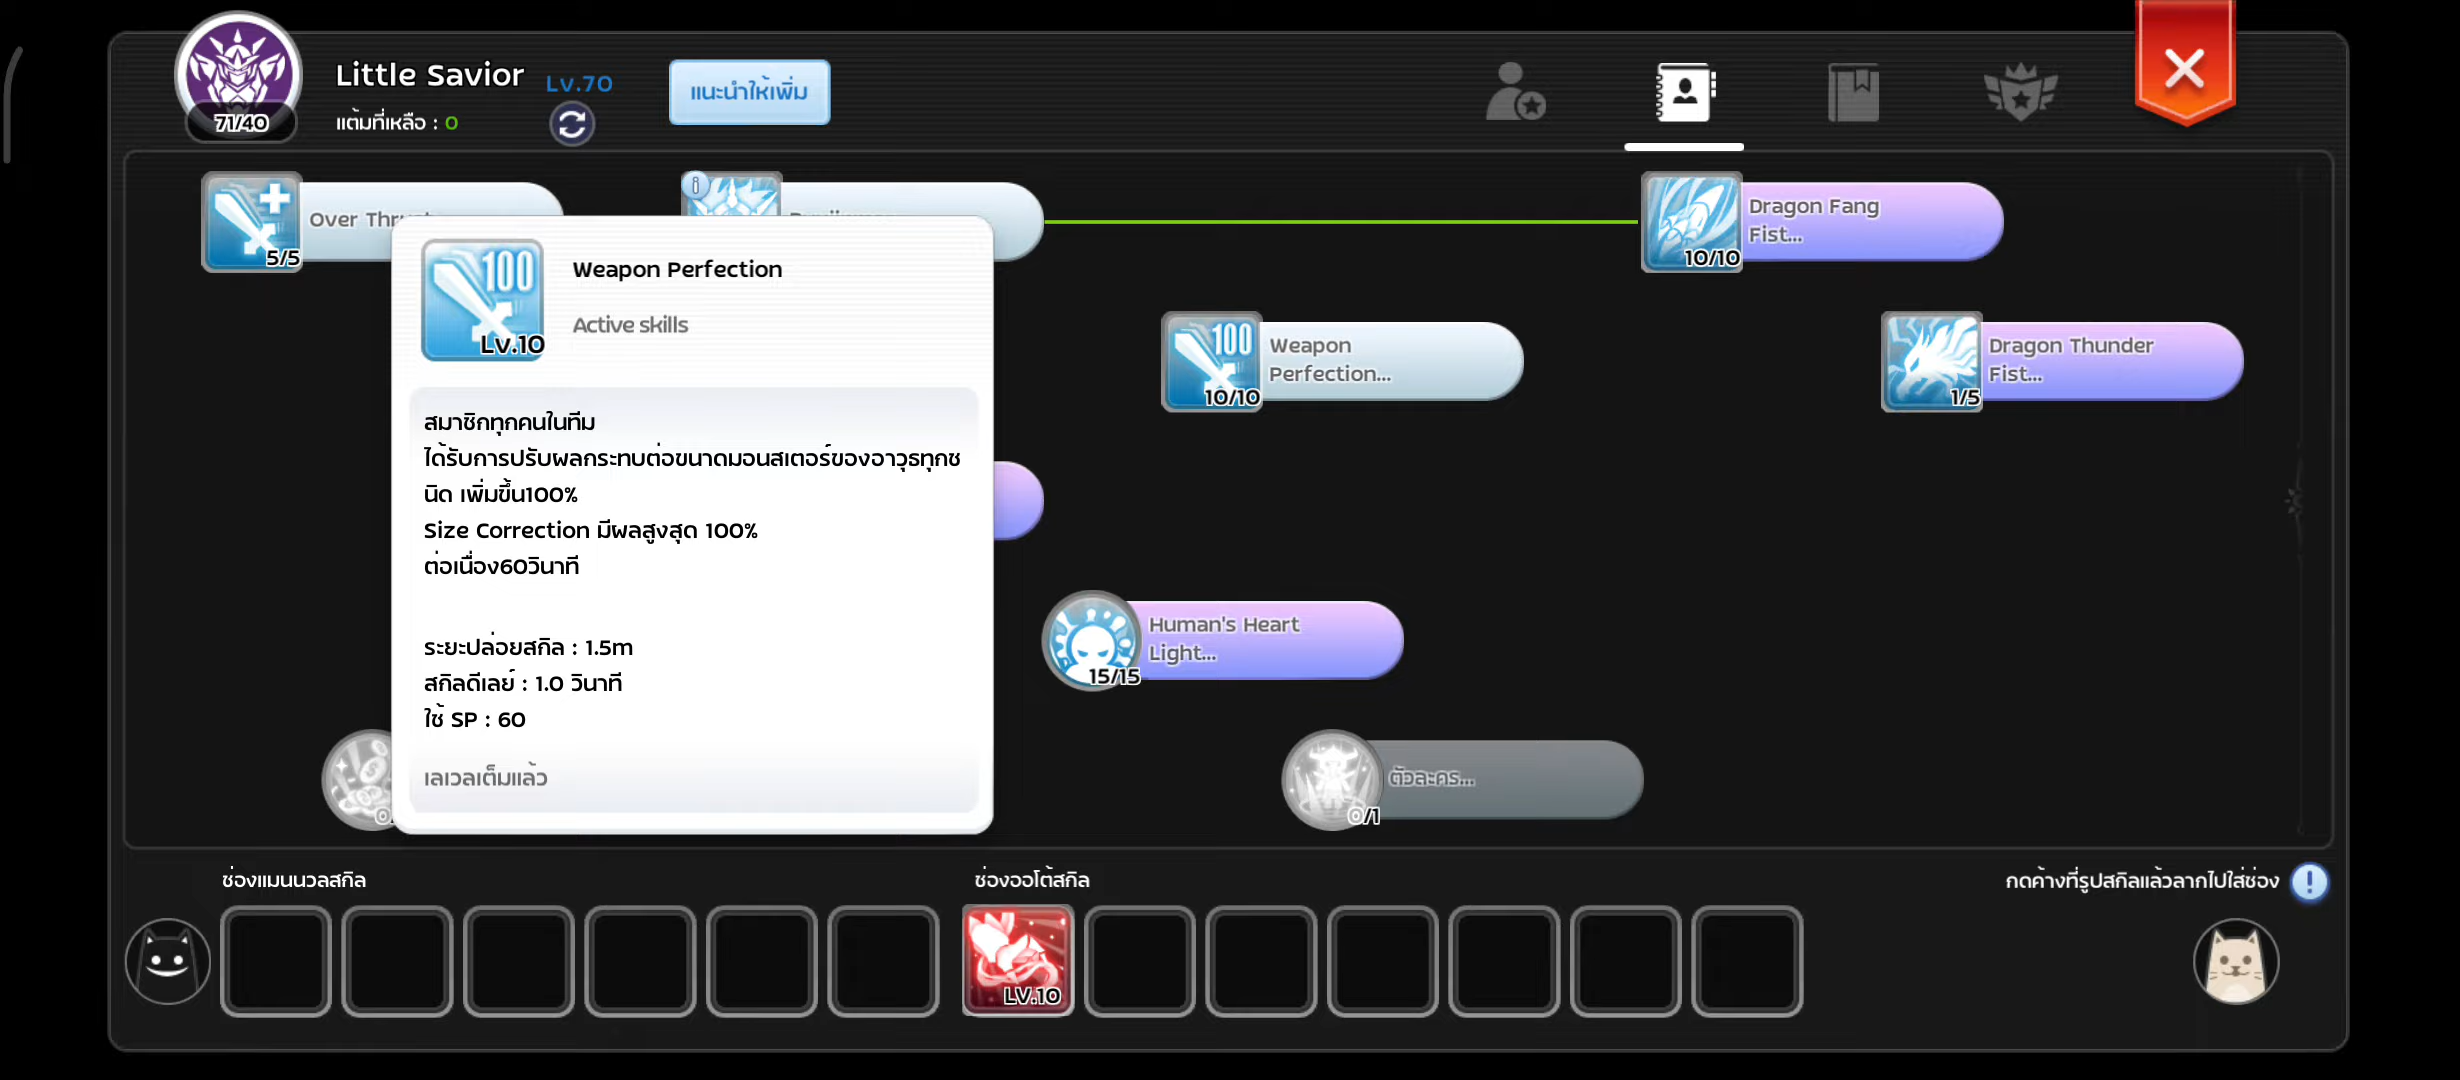 Little Savior
Lv.70
แนะนำให้เพิ่ม
71/40
แต้มที่เหลือ : 0
Over
5/5
Dragon Fang
Fist...
10/10
Weapon Perfection
Active skills
100
Lv.10
สมาชิกทุกคนในทีม
ได้รับการปรับผลกระทบต่อขนาดมอนสเตอร์ของอาวุธทุกช
นิด เพิ่มขึ้น100%
Size Correction มีผลสูงสุด 100%
ต่อเนื่อง60วินาที
ระยะปล่อยสกิล : 1.5m
สกิลดีเลย์ : 1.0 วินาที
ใช้ SP : 60
เลเวลเต็มแล้ว
100
Weapon
Perfection...
10/10
Dragon Thunder
Fist...
1/5
Human's Heart
Light...
15/15
ตัวละคร...
0/1
ช่องแมนนวลสกิล
ช่องออโต้สกิล
กดค้างที่รูปสกิลแล้วลากไปใส่ช่อง
LV.10